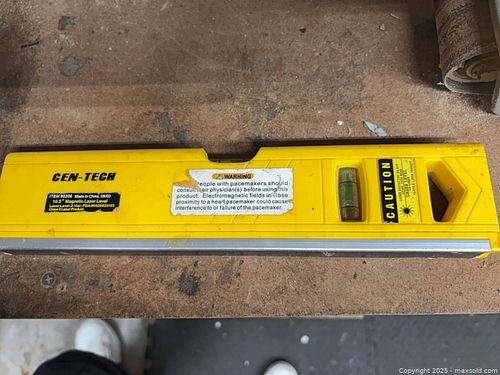 CEN-TECH
ITEM 90206 Made in China, 08/03
10.5" Magnetic Laser Level
WARNING
People with pacemakers should
consult their physician(s) before using this
product. Electromagnetic fields in close
proximity to a heart pacemaker could cause
interference to or failure of the pacemaker.
CAUTION
Copyright © 2025 - maxsold.com